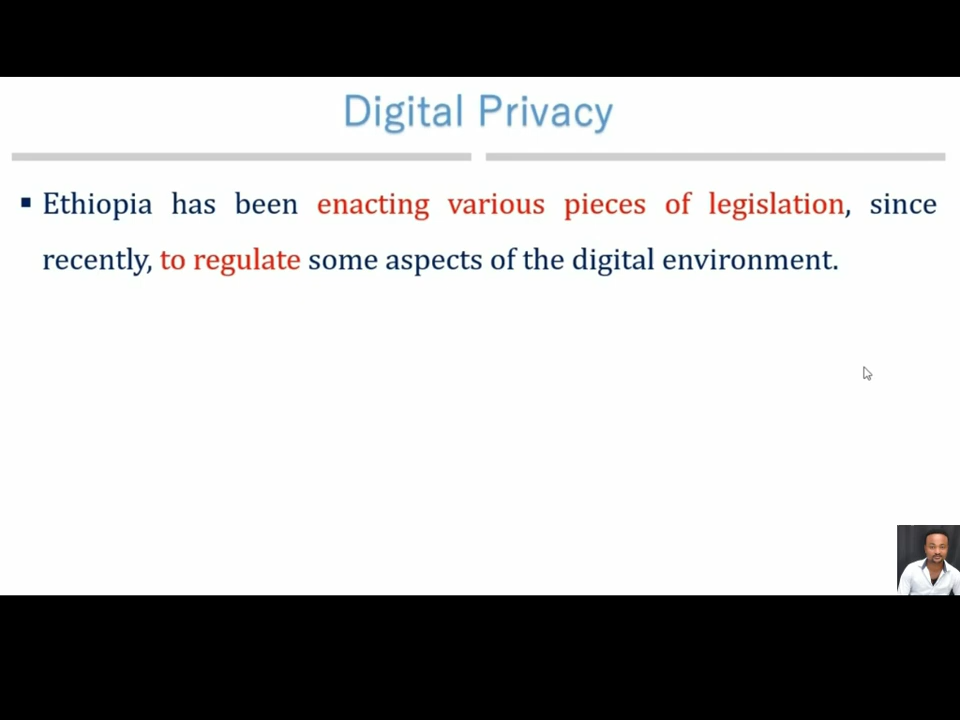 Digital Privacy
▪ Ethiopia has been enacting various pieces of legislation, since
recently, to regulate some aspects of the digital environment.